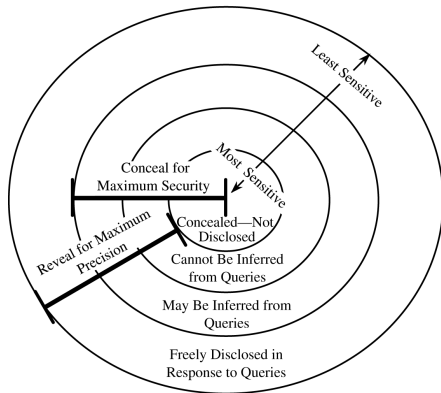 Least Sensitive
Most Sensitive
Conceal for
Maximum Security
Reveal for Maximum
Precision
Concealed—Not
Disclosed
Cannot Be Inferred
from Queries
May Be Inferred from
Queries
Freely Disclosed in
Response to Queries